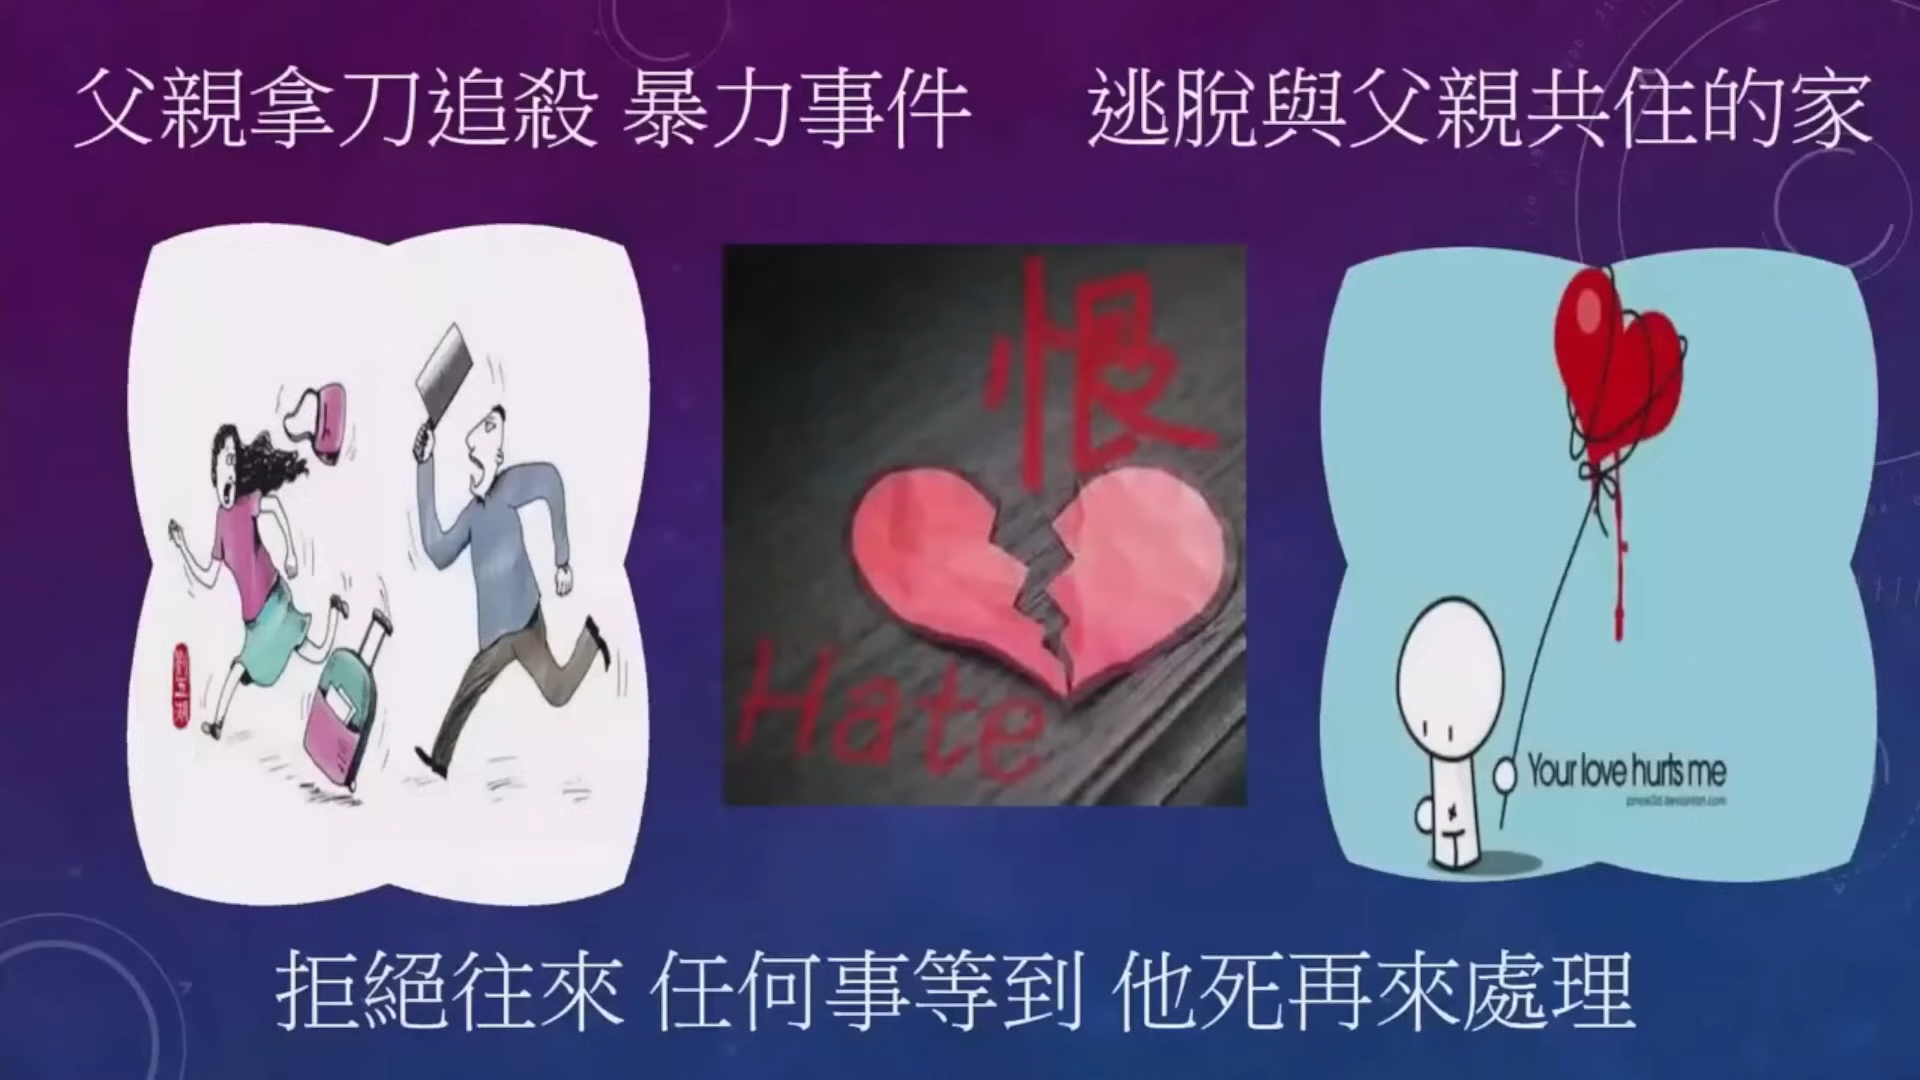 父親拿刀追殺 暴力事件
逃脫與父親共住的家
恨
Hate
Your love hurts me
拒絕往來 任何事等到 他死再來處理